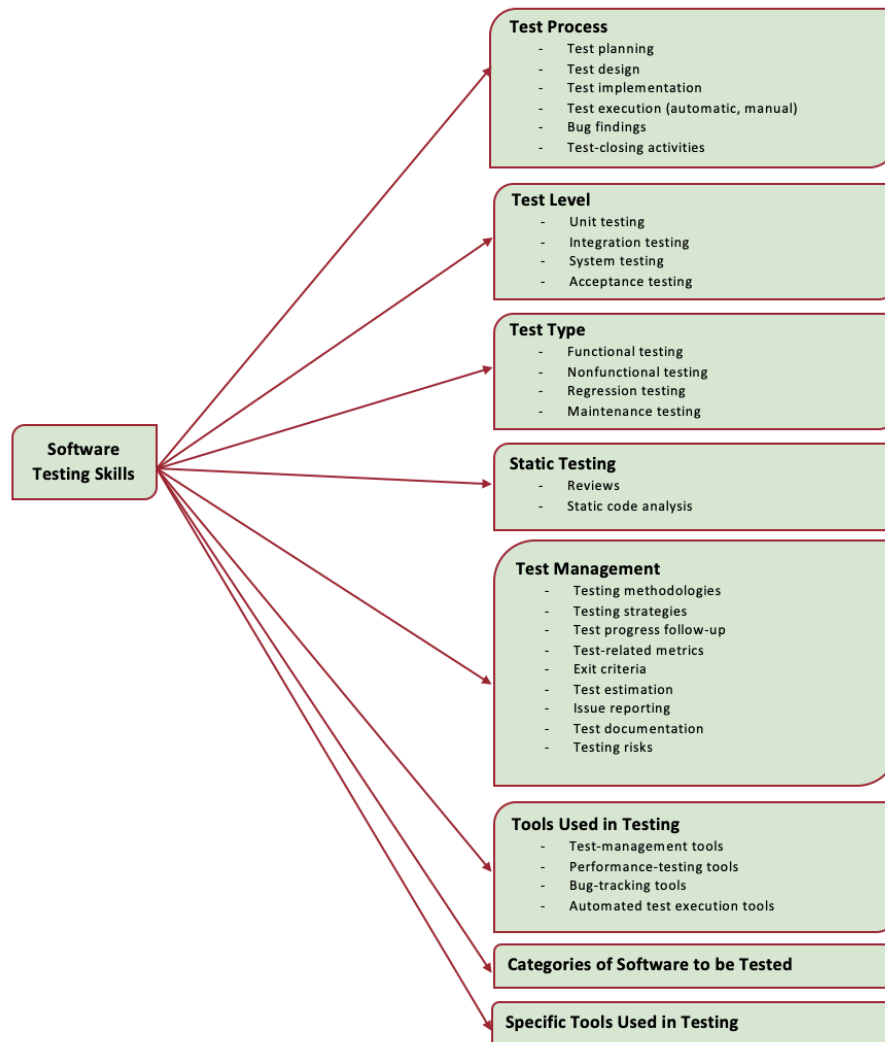 Test Process
- Test planning
- Test design
- Test implementation
- Test execution (automatic, manual)
- Bug findings
- Test-closing activities
Test Level
- Unit testing
- Integration testing
- System testing
- Acceptance testing
Test Type
- Functional testing
- Nonfunctional testing
- Regression testing
- Maintenance testing
Software
Testing Skills
Static Testing
- Reviews
- Static code analysis
Test Management
- Testing methodologies
- Testing strategies
- Test progress follow-up
- Test-related metrics
- Exit criteria
- Test estimation
- Issue reporting
- Test documentation
- Testing risks
Tools Used in Testing
- Test-management tools
- Performance-testing tools
- Bug-tracking tools
- Automated test execution tools
Categories of Software to be Tested
Specific Tools Used in Testing